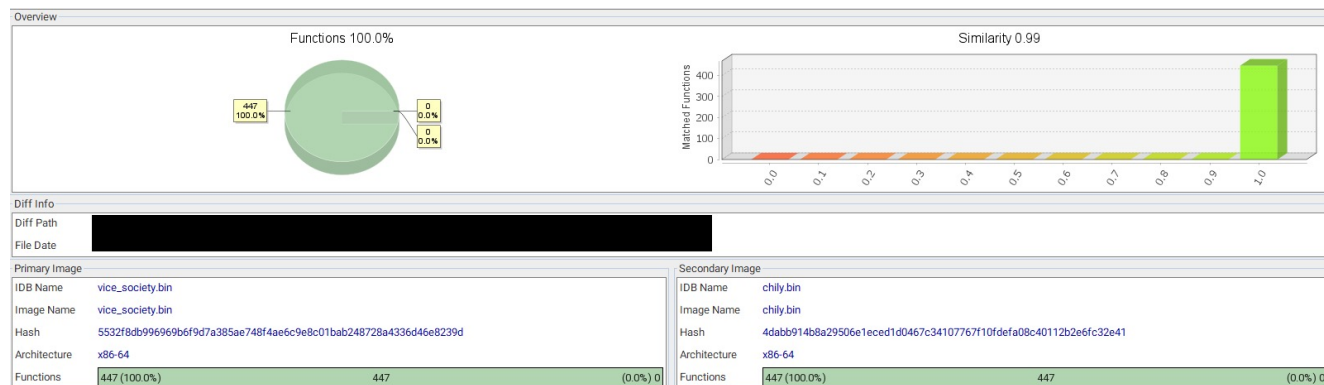 Overview
Functions 100.0%
447
100.0%
0
0.0%
0
0.0%
Similarity 0.99
Matched Functions
400
300
200
100
0
0.0 0.1 0.2 0.3 0.4 0.5 0.6 0.7 0.8 0.9 1.0
Diff Info
Diff Path
File Date
Primary Image
IDB Name vice_society.bin
Image Name vice_society.bin
Hash 5532f8db996969b6f9d7a385ae748f4ae6c9e8c01bab248728a4336d46e8239d
Architecture x86-64
Functions 447 (100.0%) 447 (0.0%) 0
Secondary Image
IDB Name chily.bin
Image Name chily.bin
Hash 4dabb914b8a29506e1eced1d0467c34107767f10fdefa08c40112b2e6fc32e41
Architecture x86-64
Functions 447 (100.0%) 447 (0.0%) 0